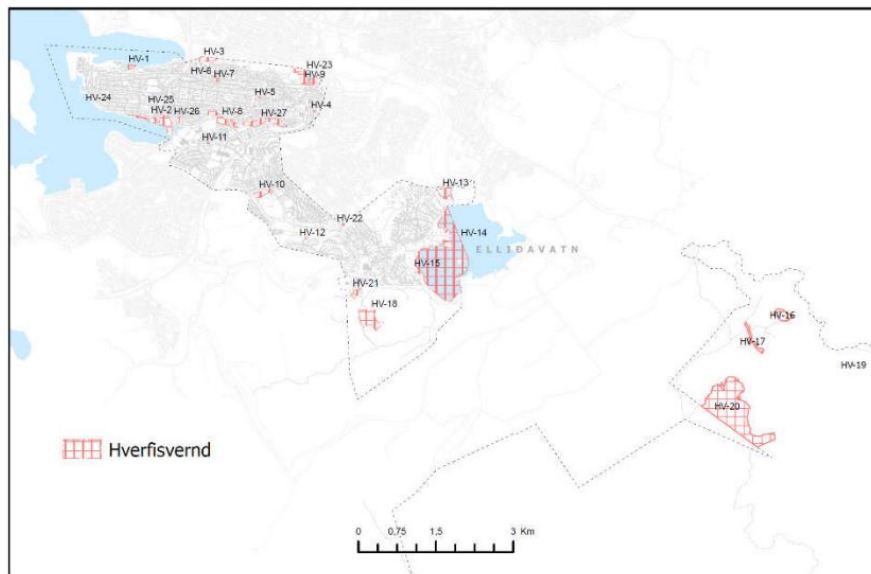 HV-3
HV-1
HV-23
HV-6
HV-7
HV-9
HV-5
HV-24
HV-25
HV-4
HV-2
HV-26
HV-8
HV-27
HV-11
HV-13
HV-10
HV-22
HV-12
HV-14
ELLIÐAVATN
HV-15
HV-21
HV-18
HV-16
HV-17
HV-19
HV-20
Hverfisvernd
0 0,75 1,5 3 Km